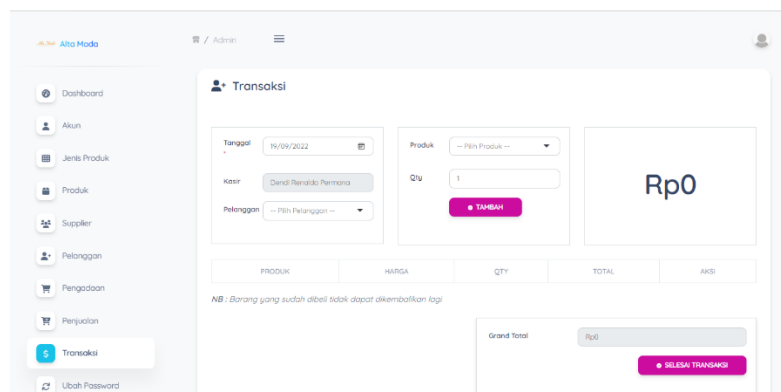 Alta Moda
/ Admin
Dashboard
Akun
Jenis Produk
Produk
Supplier
Pelanggan
Pengadaan
Penjualan
Transaksi
Ubah Password
Transaksi
Tanggal
*
19/09/2022
Kasir
Dendi Renaldo Permana
Pelanggan
-- Pilih Pelanggan --
Produk
-- Pilih Produk --
Qty
1
TAMBAH
Rp0
PRODUK HARGA QTY TOTAL AKSI
NB : Barang yang sudah dibeli tidak dapat dikembalikan lagi
Grand Total
Rp0
SELESAI TRANSAKSI